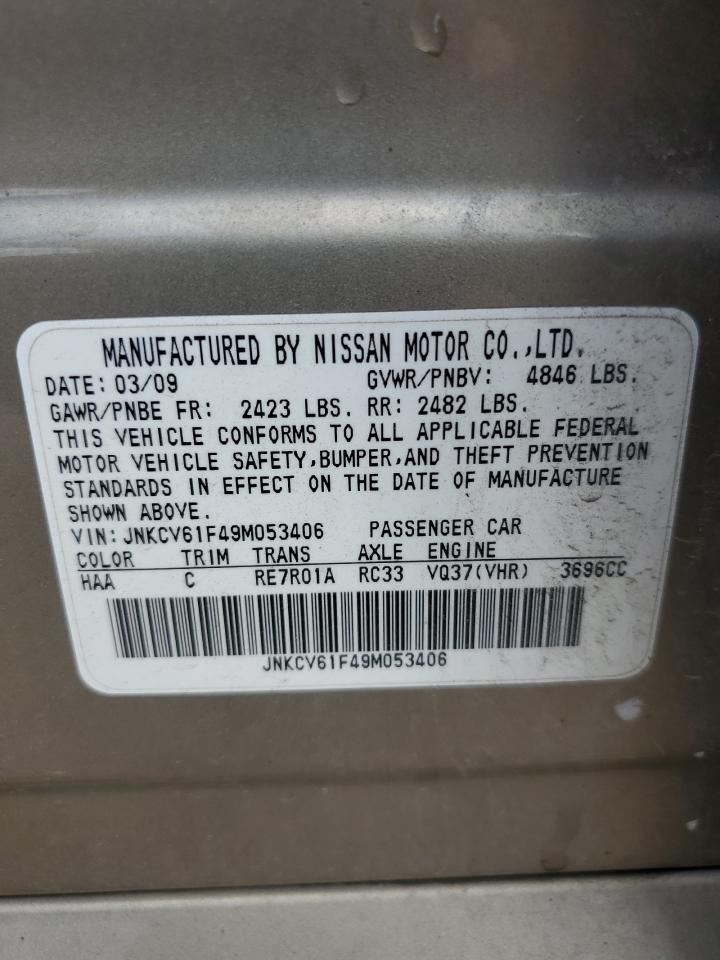 MANUFACTURED BY NISSAN MOTOR CO.,LTD.
DATE: 03/09 GVWR/PNBV: 4846 LBS.
GAWR/PNBE FR: 2423 LBS. RR: 2482 LBS.
THIS VEHICLE CONFORMS TO ALL APPLICABLE FEDERAL
MOTOR VEHICLE SAFETY,BUMPER,AND THEFT PREVENTION
STANDARDS IN EFFECT ON THE DATE OF MANUFACTURE
SHOWN ABOVE.
VIN: JNKCV61F49M053406 PASSENGER CAR
COLOR TRIM TRANS AXLE ENGINE
HAA C RE7R01A RC33 VQ37(VHR) 3696CC
JNKCV61F49M053406